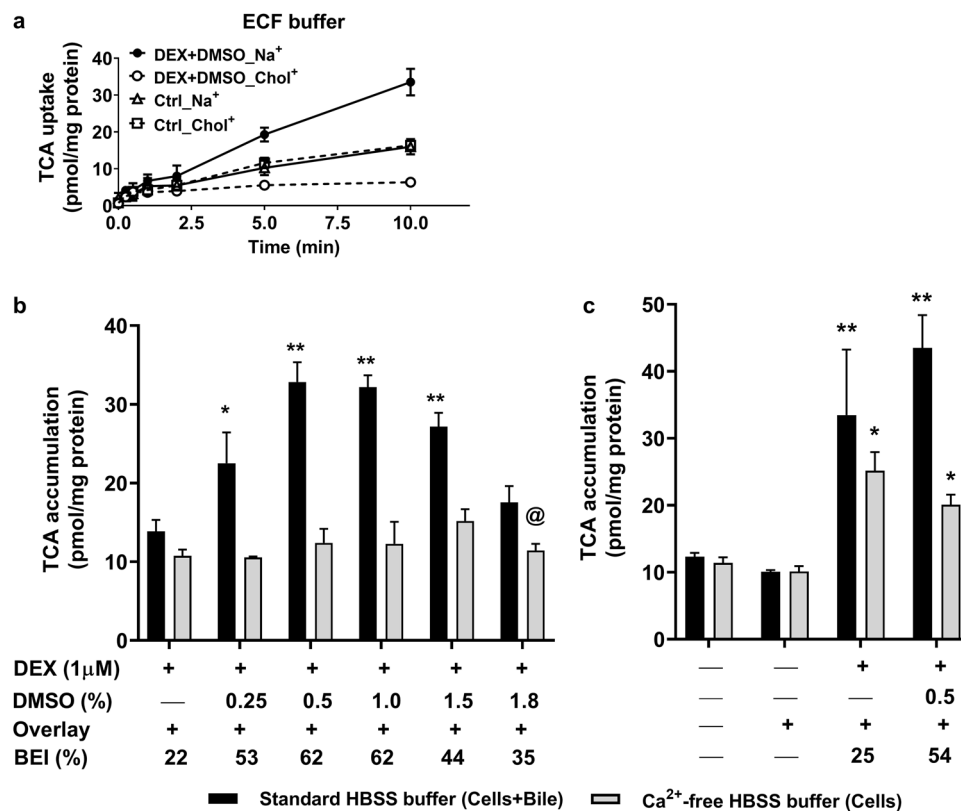 a
ECF buffer
TCA uptake
(pmol/mg protein)
40
30
20
10
0
DEX+DMSO_Na⁺
DEX+DMSO_Chol⁺
Ctrl_Na⁺
Ctrl_Chol⁺
0.0 2.5 5.0 7.5 10.0
Time (min)
b
TCA accumulation
(pmol/mg protein)
40
30
20
10
0
* ** ** ** @
DEX (1μM) + + + + + +
DMSO (%) — 0.25 0.5 1.0 1.5 1.8
Overlay + + + + + +
BEI (%) 22 53 62 62 44 35
c
TCA accumulation
(pmol/mg protein)
50
40
30
20
10
0
** * ** *
— — + +
— — — 0.5
— + + +
25 54
Standard HBSS buffer (Cells+Bile) Ca²⁺-free HBSS buffer (Cells)